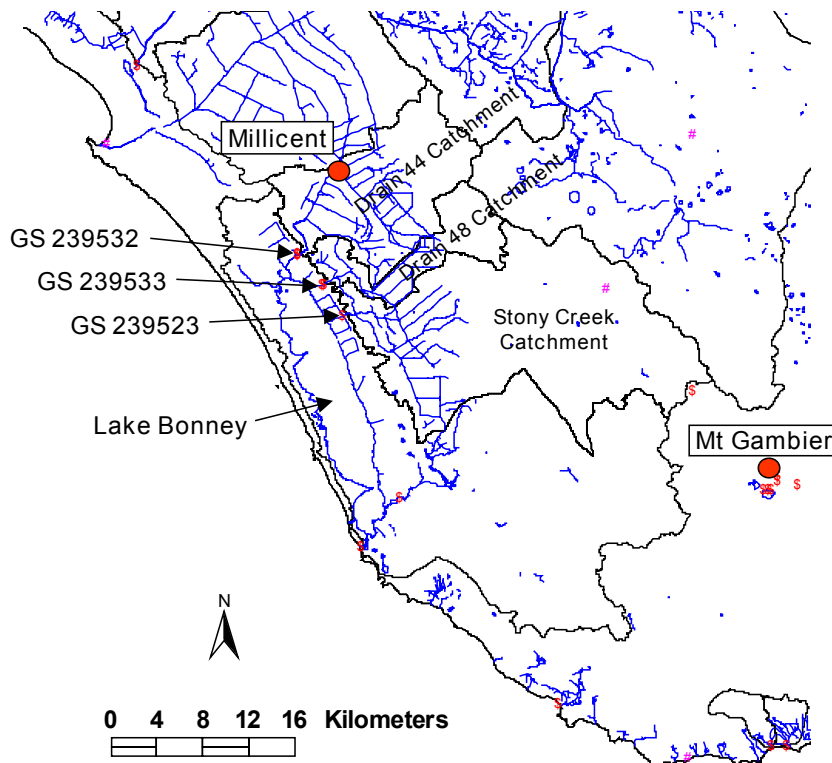 Millicent
Drain 44 Catchment
Drain 48 Catchment
GS 239532
GS 239533
GS 239523
Stony Creek
Catchment
Lake Bonney
Mt Gambier
N
0 4 8 12 16 Kilometers